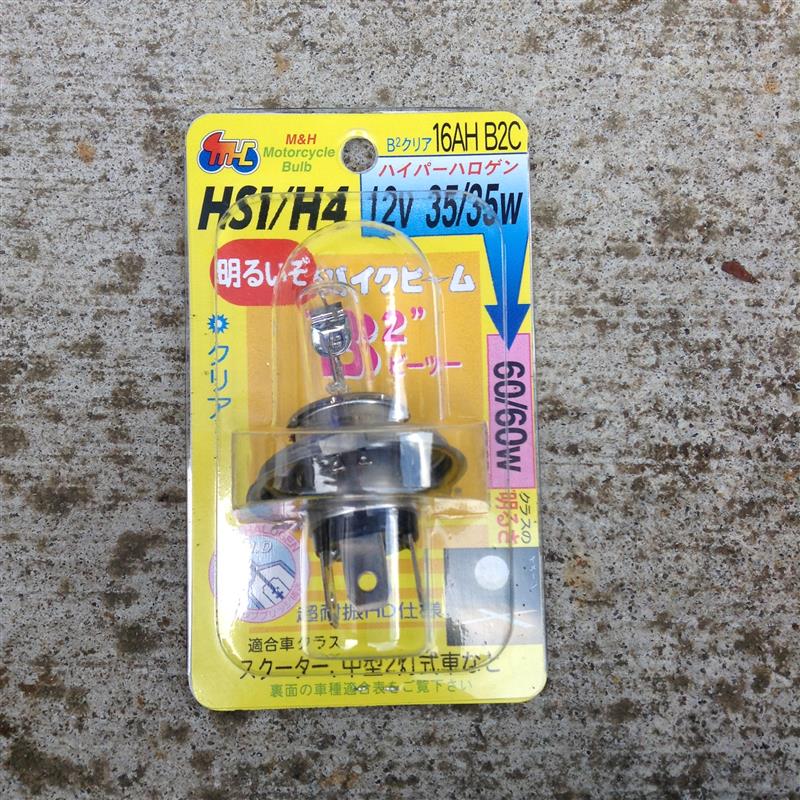 MHC
M&H
Motorcycle
Bulb
B²クリア 16AH B2C
ハイパーハロゲン
HS1/H4 12V 35/35w
明るいぞ バイクビーム
B2”
ビーツー
クリア
60/60w
クラスの
明るさ
超耐振HD仕様
適合車クラス
スクーター、中型2灯式車など
裏面の車種適合表をご覧下さい